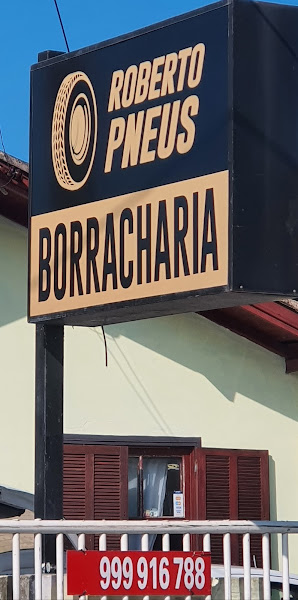 ROBERTO
PNEUS
BORRACHARIA
999 916 788